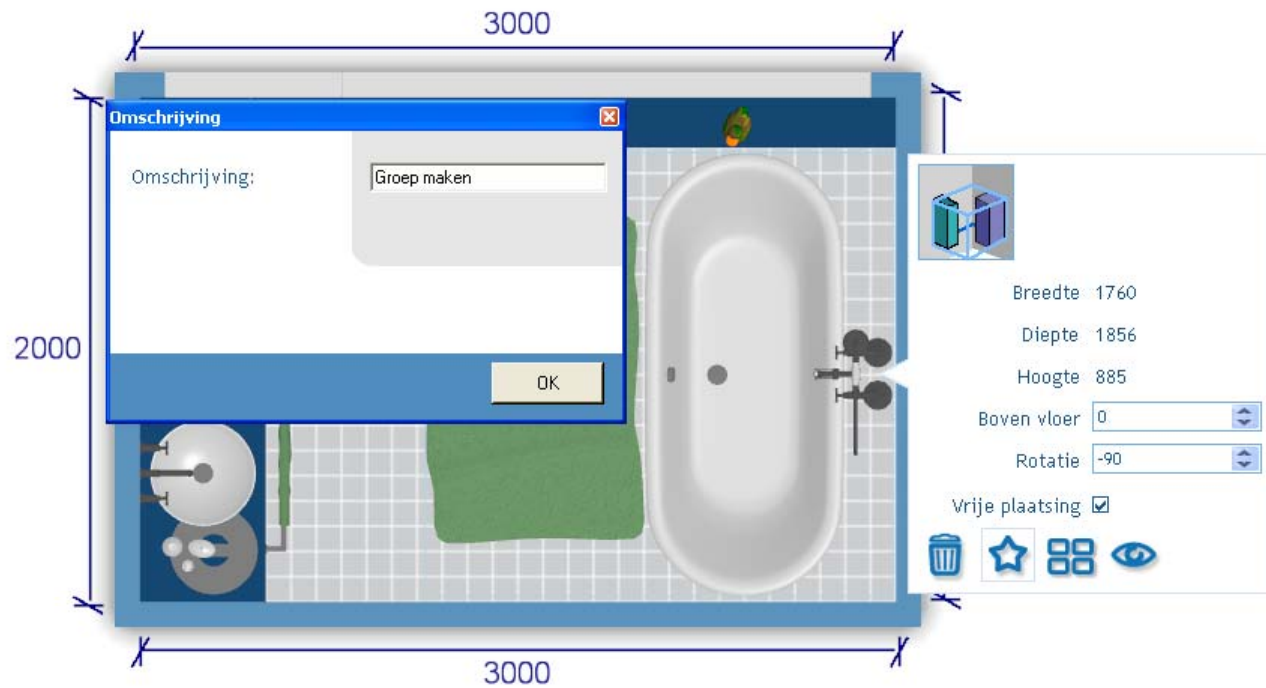 3000
Omschrijving
Omschrijving:
Groep maken
OK
2000
Breedte 1760
Diepte 1856
Hoogte 885
Boven vloer 0
Rotatie -90
Vrije plaatsing
3000